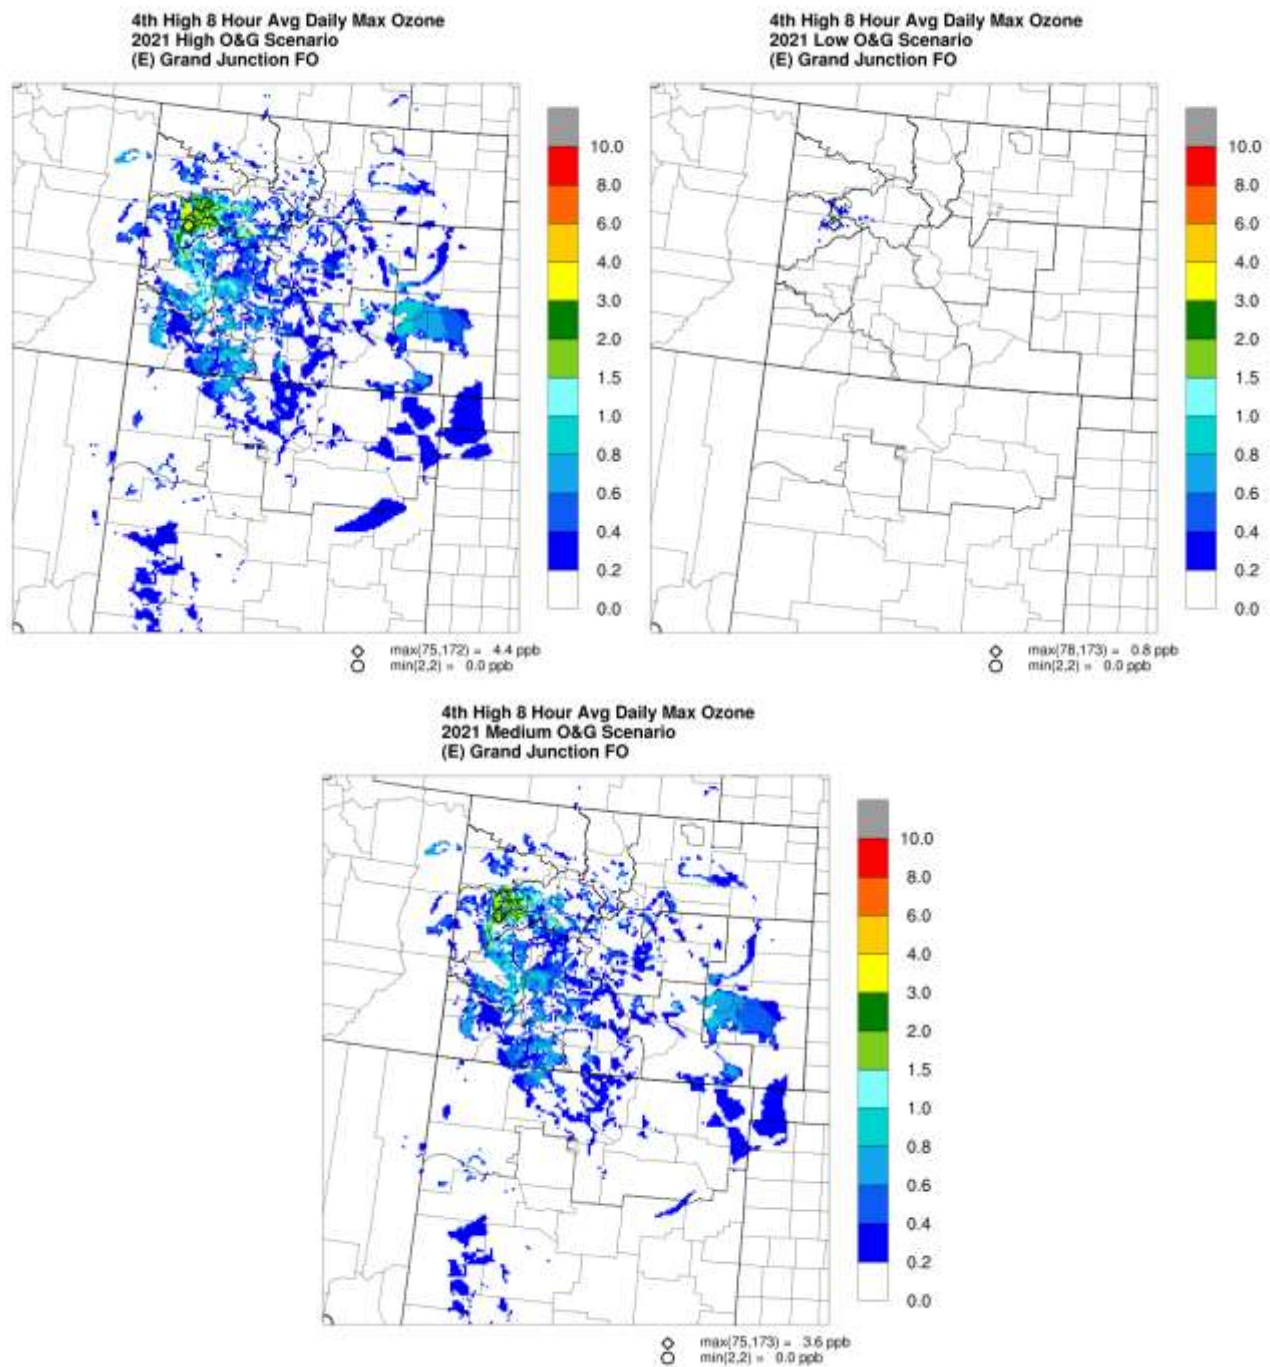 4th High 8 Hour Avg Daily Max Ozone
2021 High O&G Scenario
(E) Grand Junction FO
10.0
8.0
6.0
4.0
3.0
2.0
1.5
1.0
0.8
0.6
0.4
0.2
0.0
max(75,172) = 4.4 ppb
min(2,2) = 0.0 ppb
4th High 8 Hour Avg Daily Max Ozone
2021 Low O&G Scenario
(E) Grand Junction FO
10.0
8.0
6.0
4.0
3.0
2.0
1.5
1.0
0.8
0.6
0.4
0.2
0.0
max(78,173) = 0.8 ppb
min(2,2) = 0.0 ppb
4th High 8 Hour Avg Daily Max Ozone
2021 Medium O&G Scenario
(E) Grand Junction FO
10.0
8.0
6.0
4.0
3.0
2.0
1.5
1.0
0.8
0.6
0.4
0.2
0.0
max(75,173) = 3.6 ppb
min(2,2) = 0.0 ppb